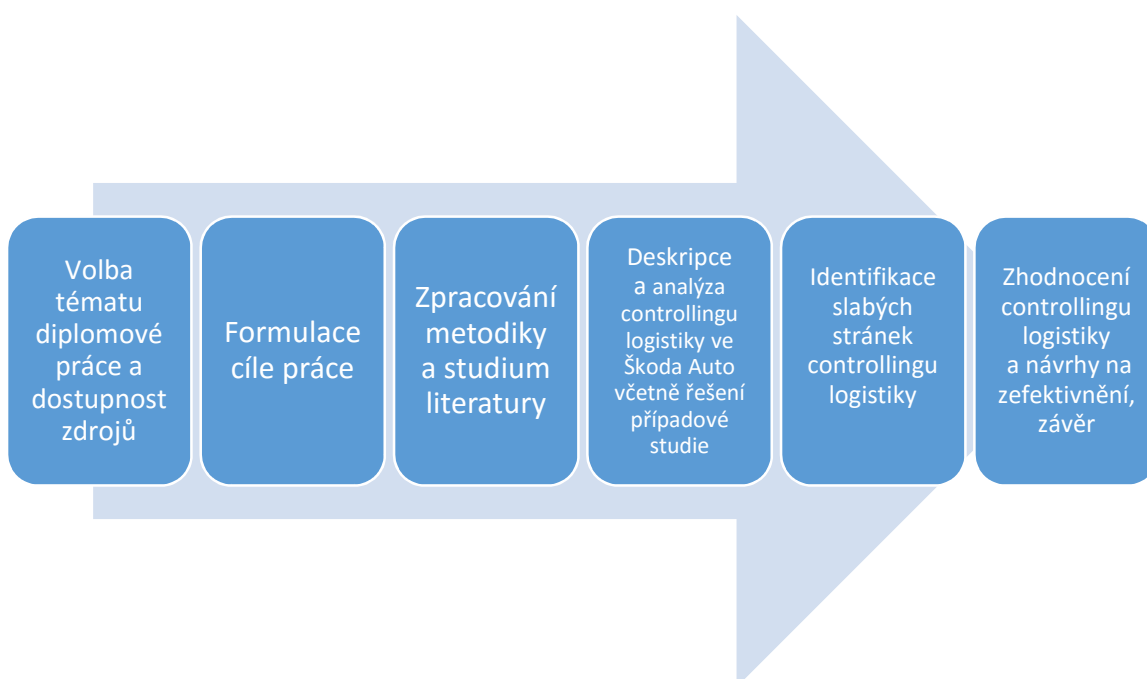 Volba
tématu
diplomové
práce a
dostupnost
zdrojů
Formulace
cíle práce
Zpracování
metodiky
a studium
literatury
Deskripce
a analýza
controllingu
logistiky ve
Škoda Auto
včetně řešení
případové
studie
Identifikace
slabých
stránek
controllingu
logistiky
Zhodnocení
controllingu
logistiky
a návrhy na
zefektivnění,
závěr